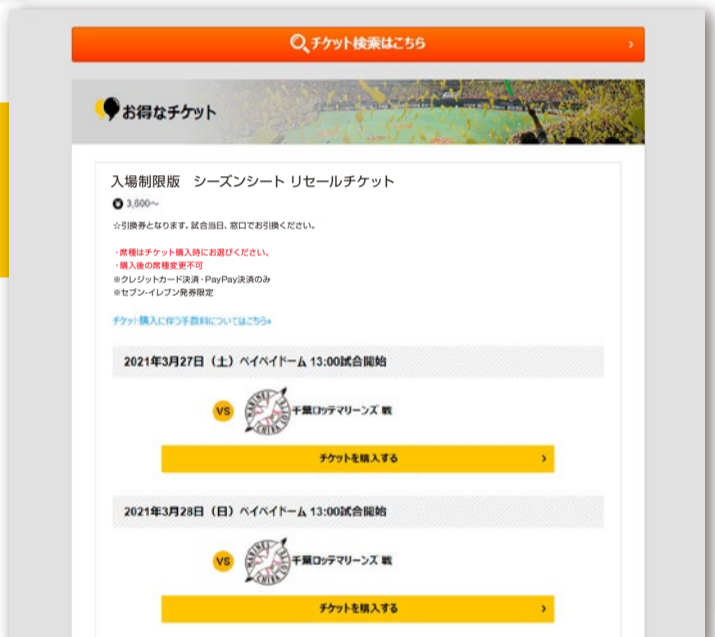 チケット検索はこちら
お得なチケット
入場制限版 シーズンシート リセールチケット
3,600～
☆引換券となります。試合当日、窓口でお引換ください。
・席種はチケット購入時にお選びください。
・購入後の席種変更不可
※クレジットカード決済・PayPay決済のみ
※セブン-イレブン発券限定
チケット購入に伴う手数料についてはこちら»
2021年3月27日（土）ペイペイドーム 13:00試合開始
VS
MARINES
CHIBA LOTTE
千葉ロッテマリーンズ 戦
チケットを購入する
2021年3月28日（日）ペイペイドーム 13:00試合開始
VS
MARINES
CHIBA LOTTE
千葉ロッテマリーンズ 戦
チケットを購入する